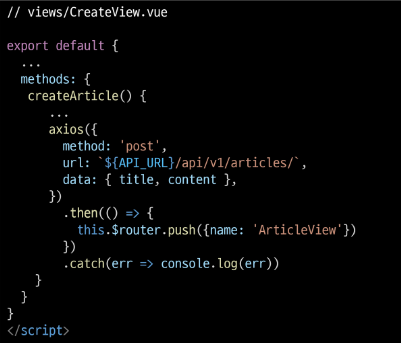 // views/CreateView.vue
export default {
...
methods: {
createArticle() {
...
axios({
method: 'post',
url: `${API_URL}/api/v1/articles/`,
data: { title, content },
})
.then(() => {
this.$router.push({name: 'ArticleView'})
})
.catch(err => console.log(err))
}
}
}
</script>